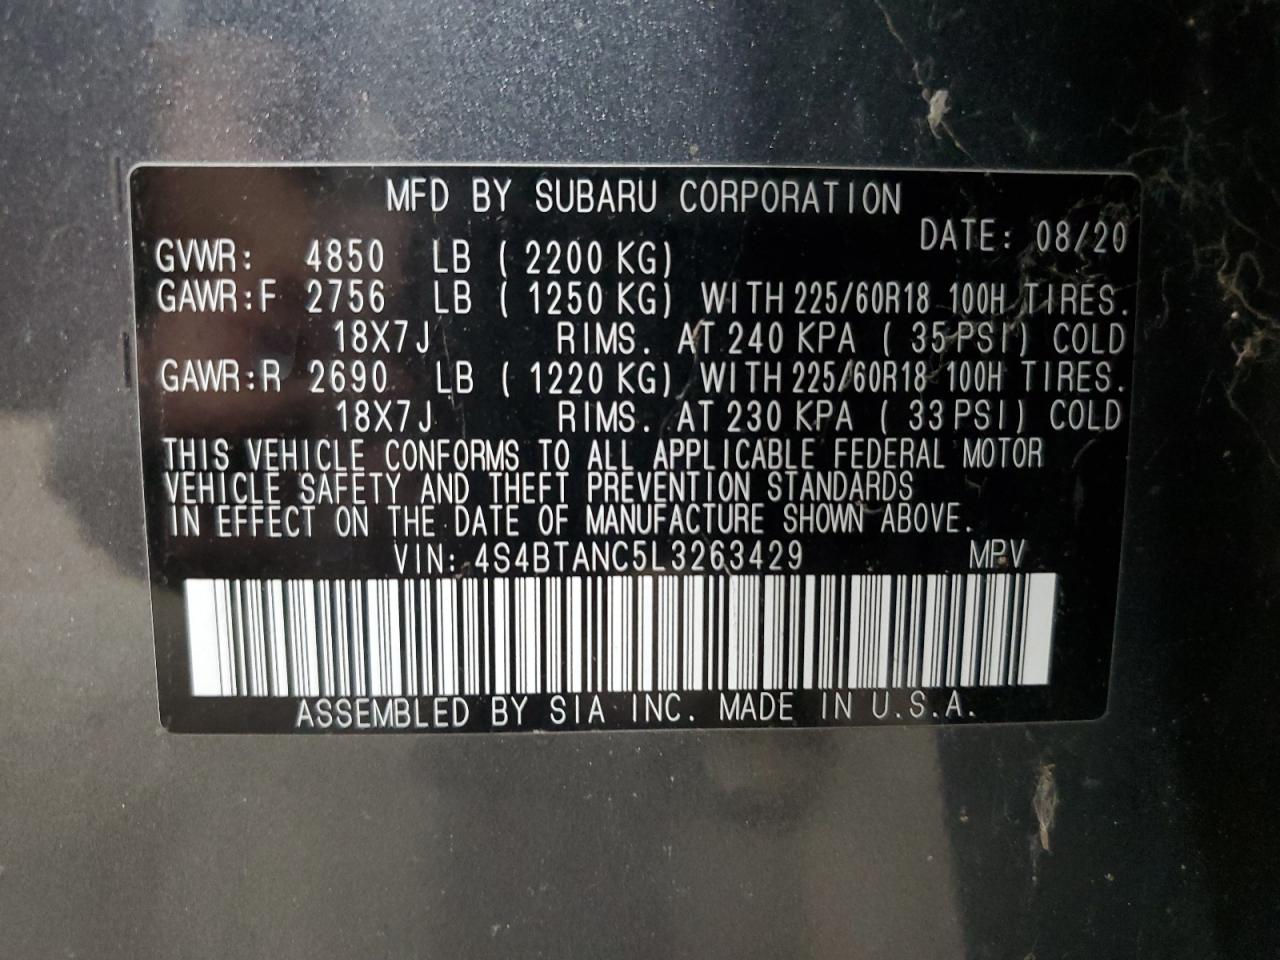 MFD BY SUBARU CORPORATION
DATE: 08/20
GVWR: 4850 LB ( 2200 KG)
GAWR:F 2756 LB ( 1250 KG) WITH 225/60R18 100H TIRES.
18X7J RIMS. AT 240 KPA ( 35 PSI) COLD
GAWR:R 2690 LB ( 1220 KG) WITH 225/60R18 100H TIRES.
18X7J RIMS. AT 230 KPA ( 33 PSI) COLD
THIS VEHICLE CONFORMS TO ALL APPLICABLE FEDERAL MOTOR
VEHICLE SAFETY AND THEFT PREVENTION STANDARDS
IN EFFECT ON THE DATE OF MANUFACTURE SHOWN ABOVE.
VIN: 4S4BTANC5L3263429 MPV
ASSEMBLED BY SIA INC. MADE IN U.S.A.